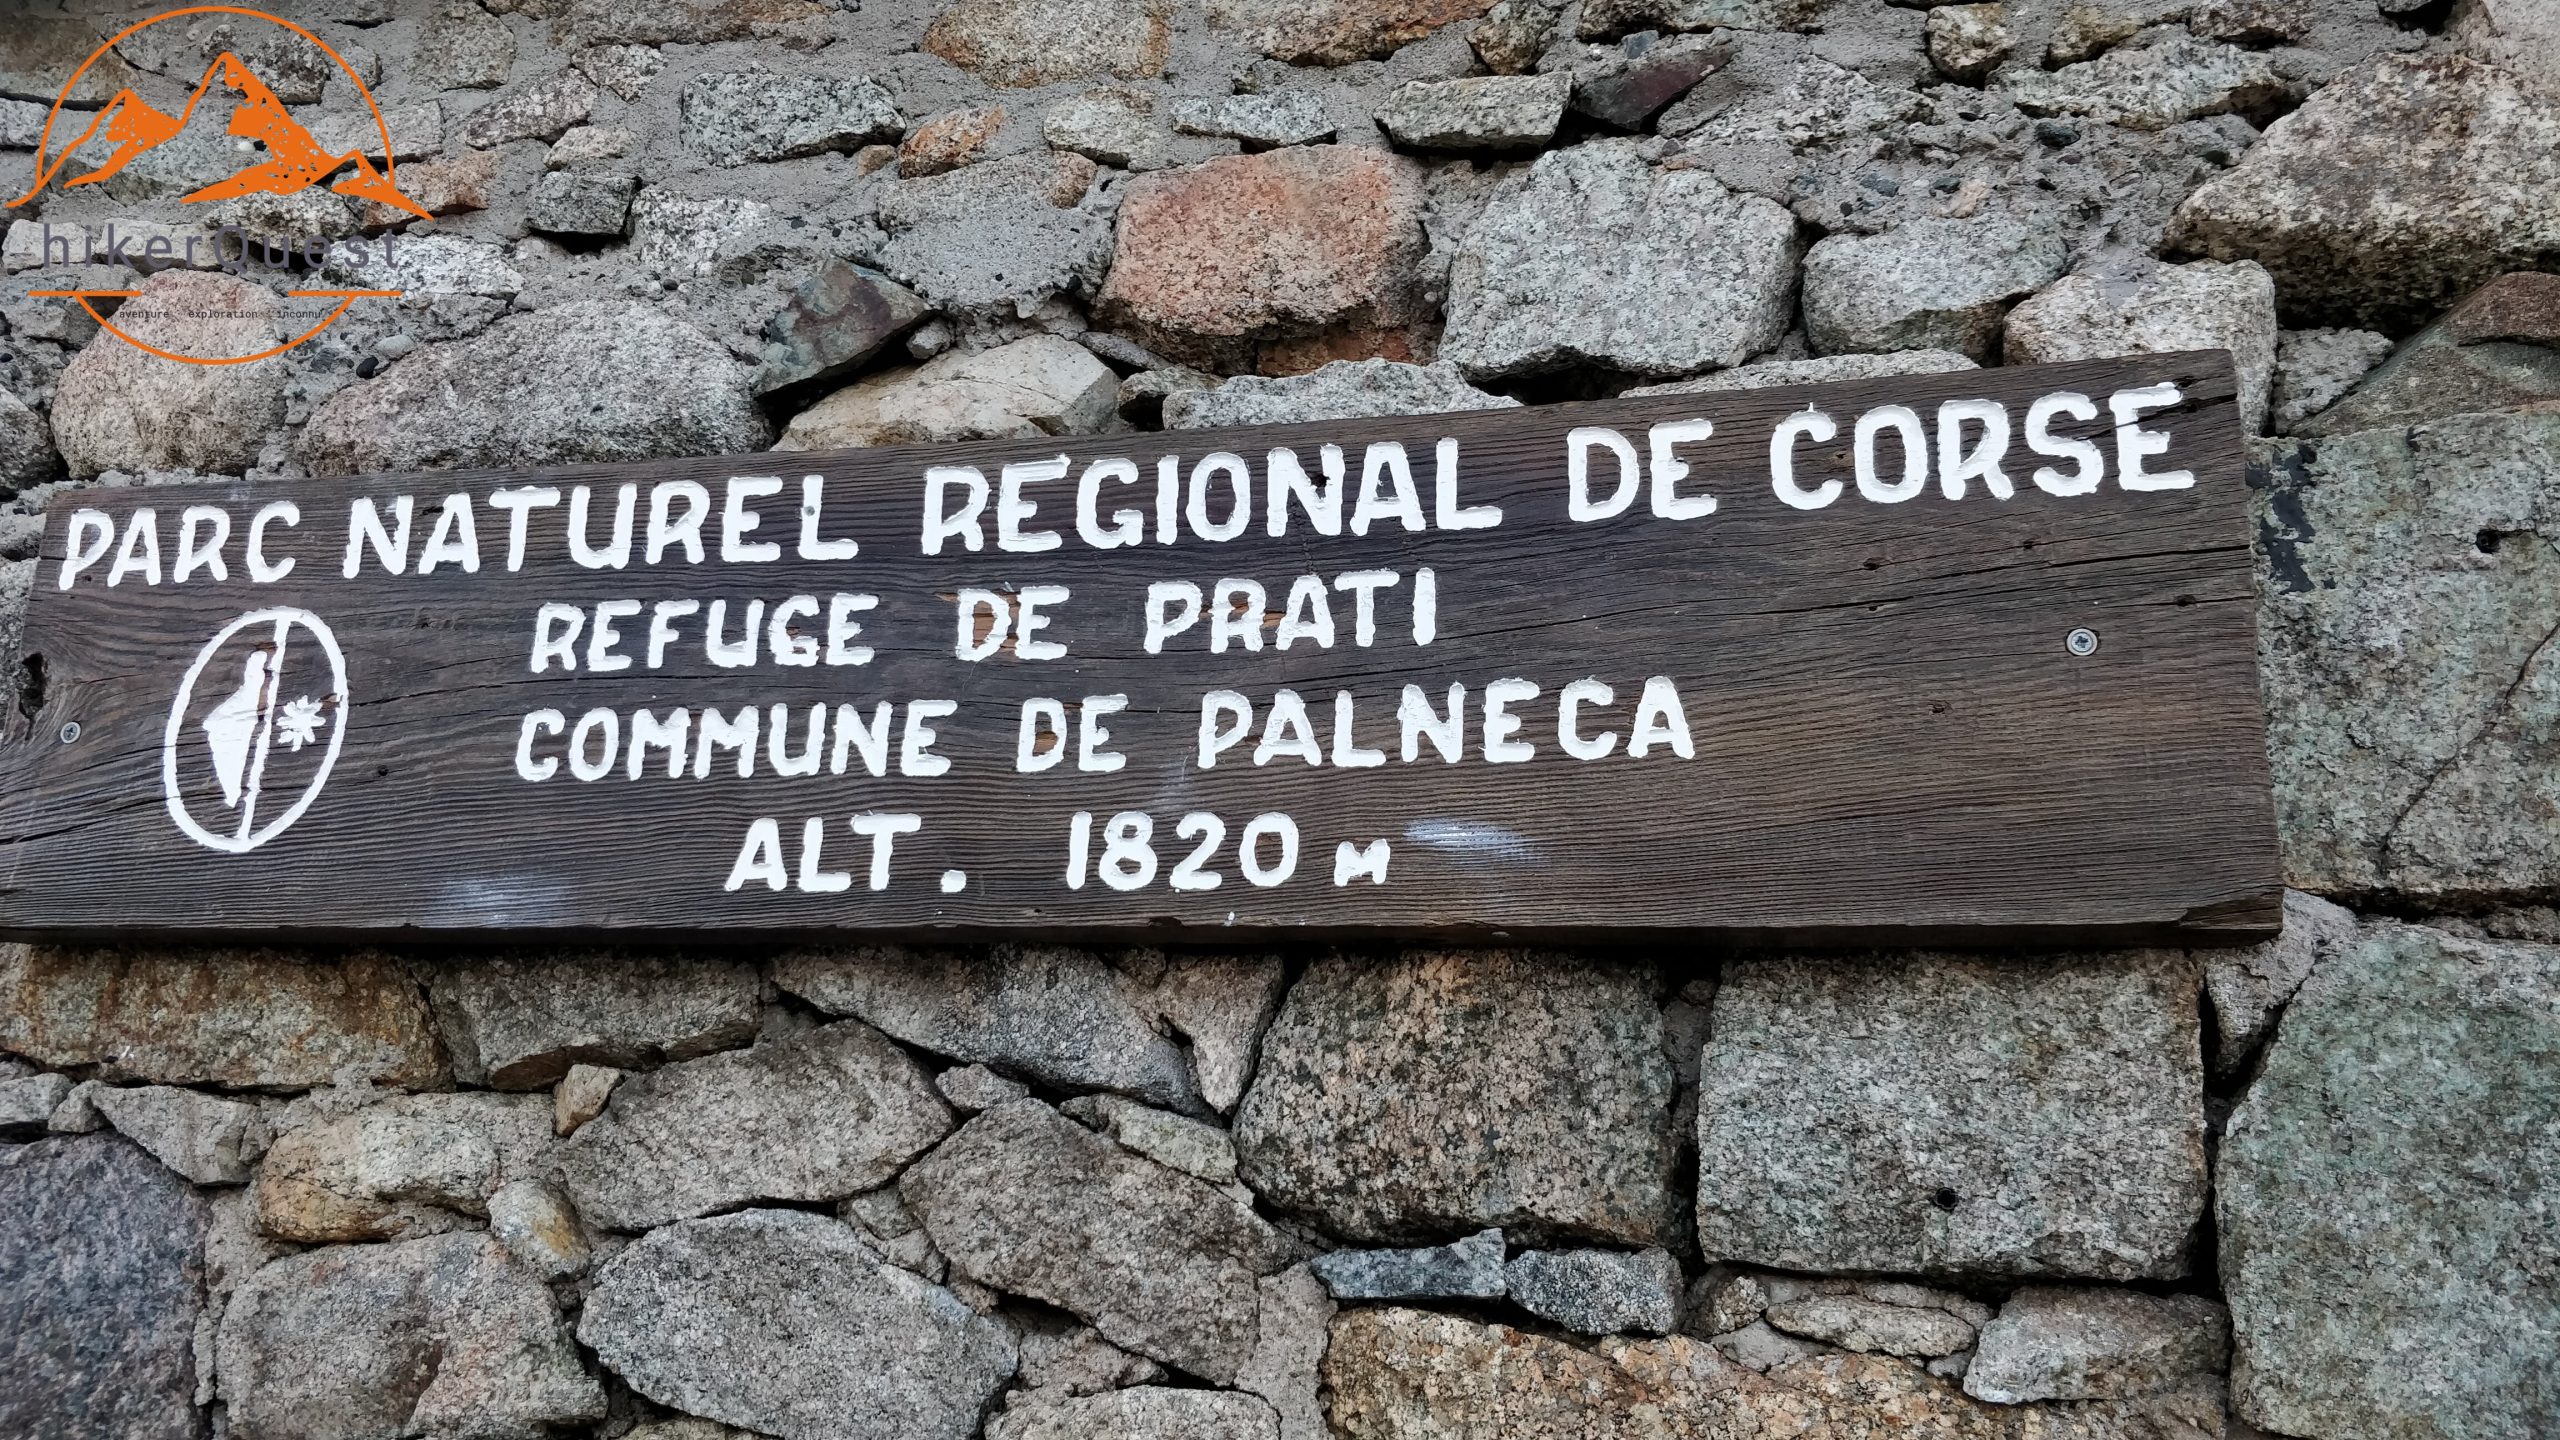 hikerQuest
aventure exploration inconnu
PARC NATUREL REGIONAL DE CORSE
REFUGE DE PRATI
COMMUNE DE PALNECA
ALT. 1820 M